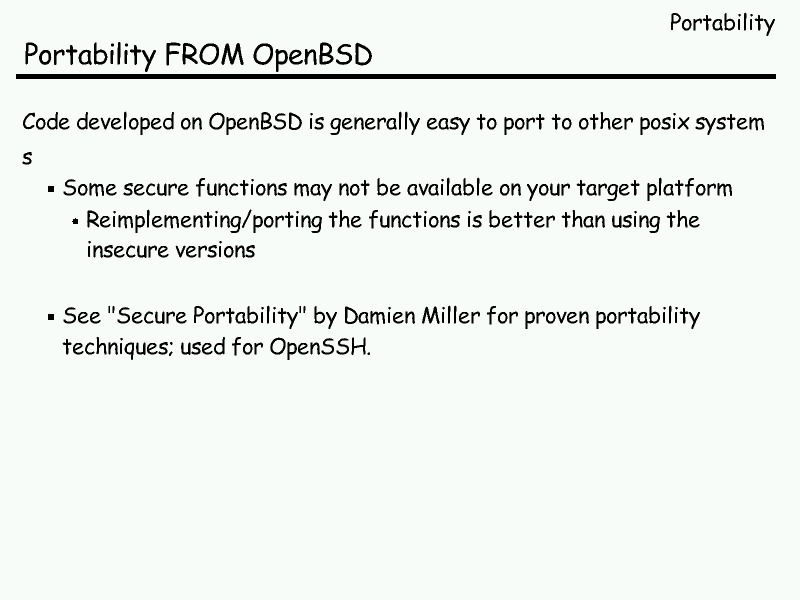 Portability
Portability FROM OpenBSD
Code developed on OpenBSD is generally easy to port to other posix system
s
▪ Some secure functions may not be available on your target platform
▪ Reimplementing/porting the functions is better than using the
insecure versions
▪ See "Secure Portability" by Damien Miller for proven portability
techniques; used for OpenSSH.